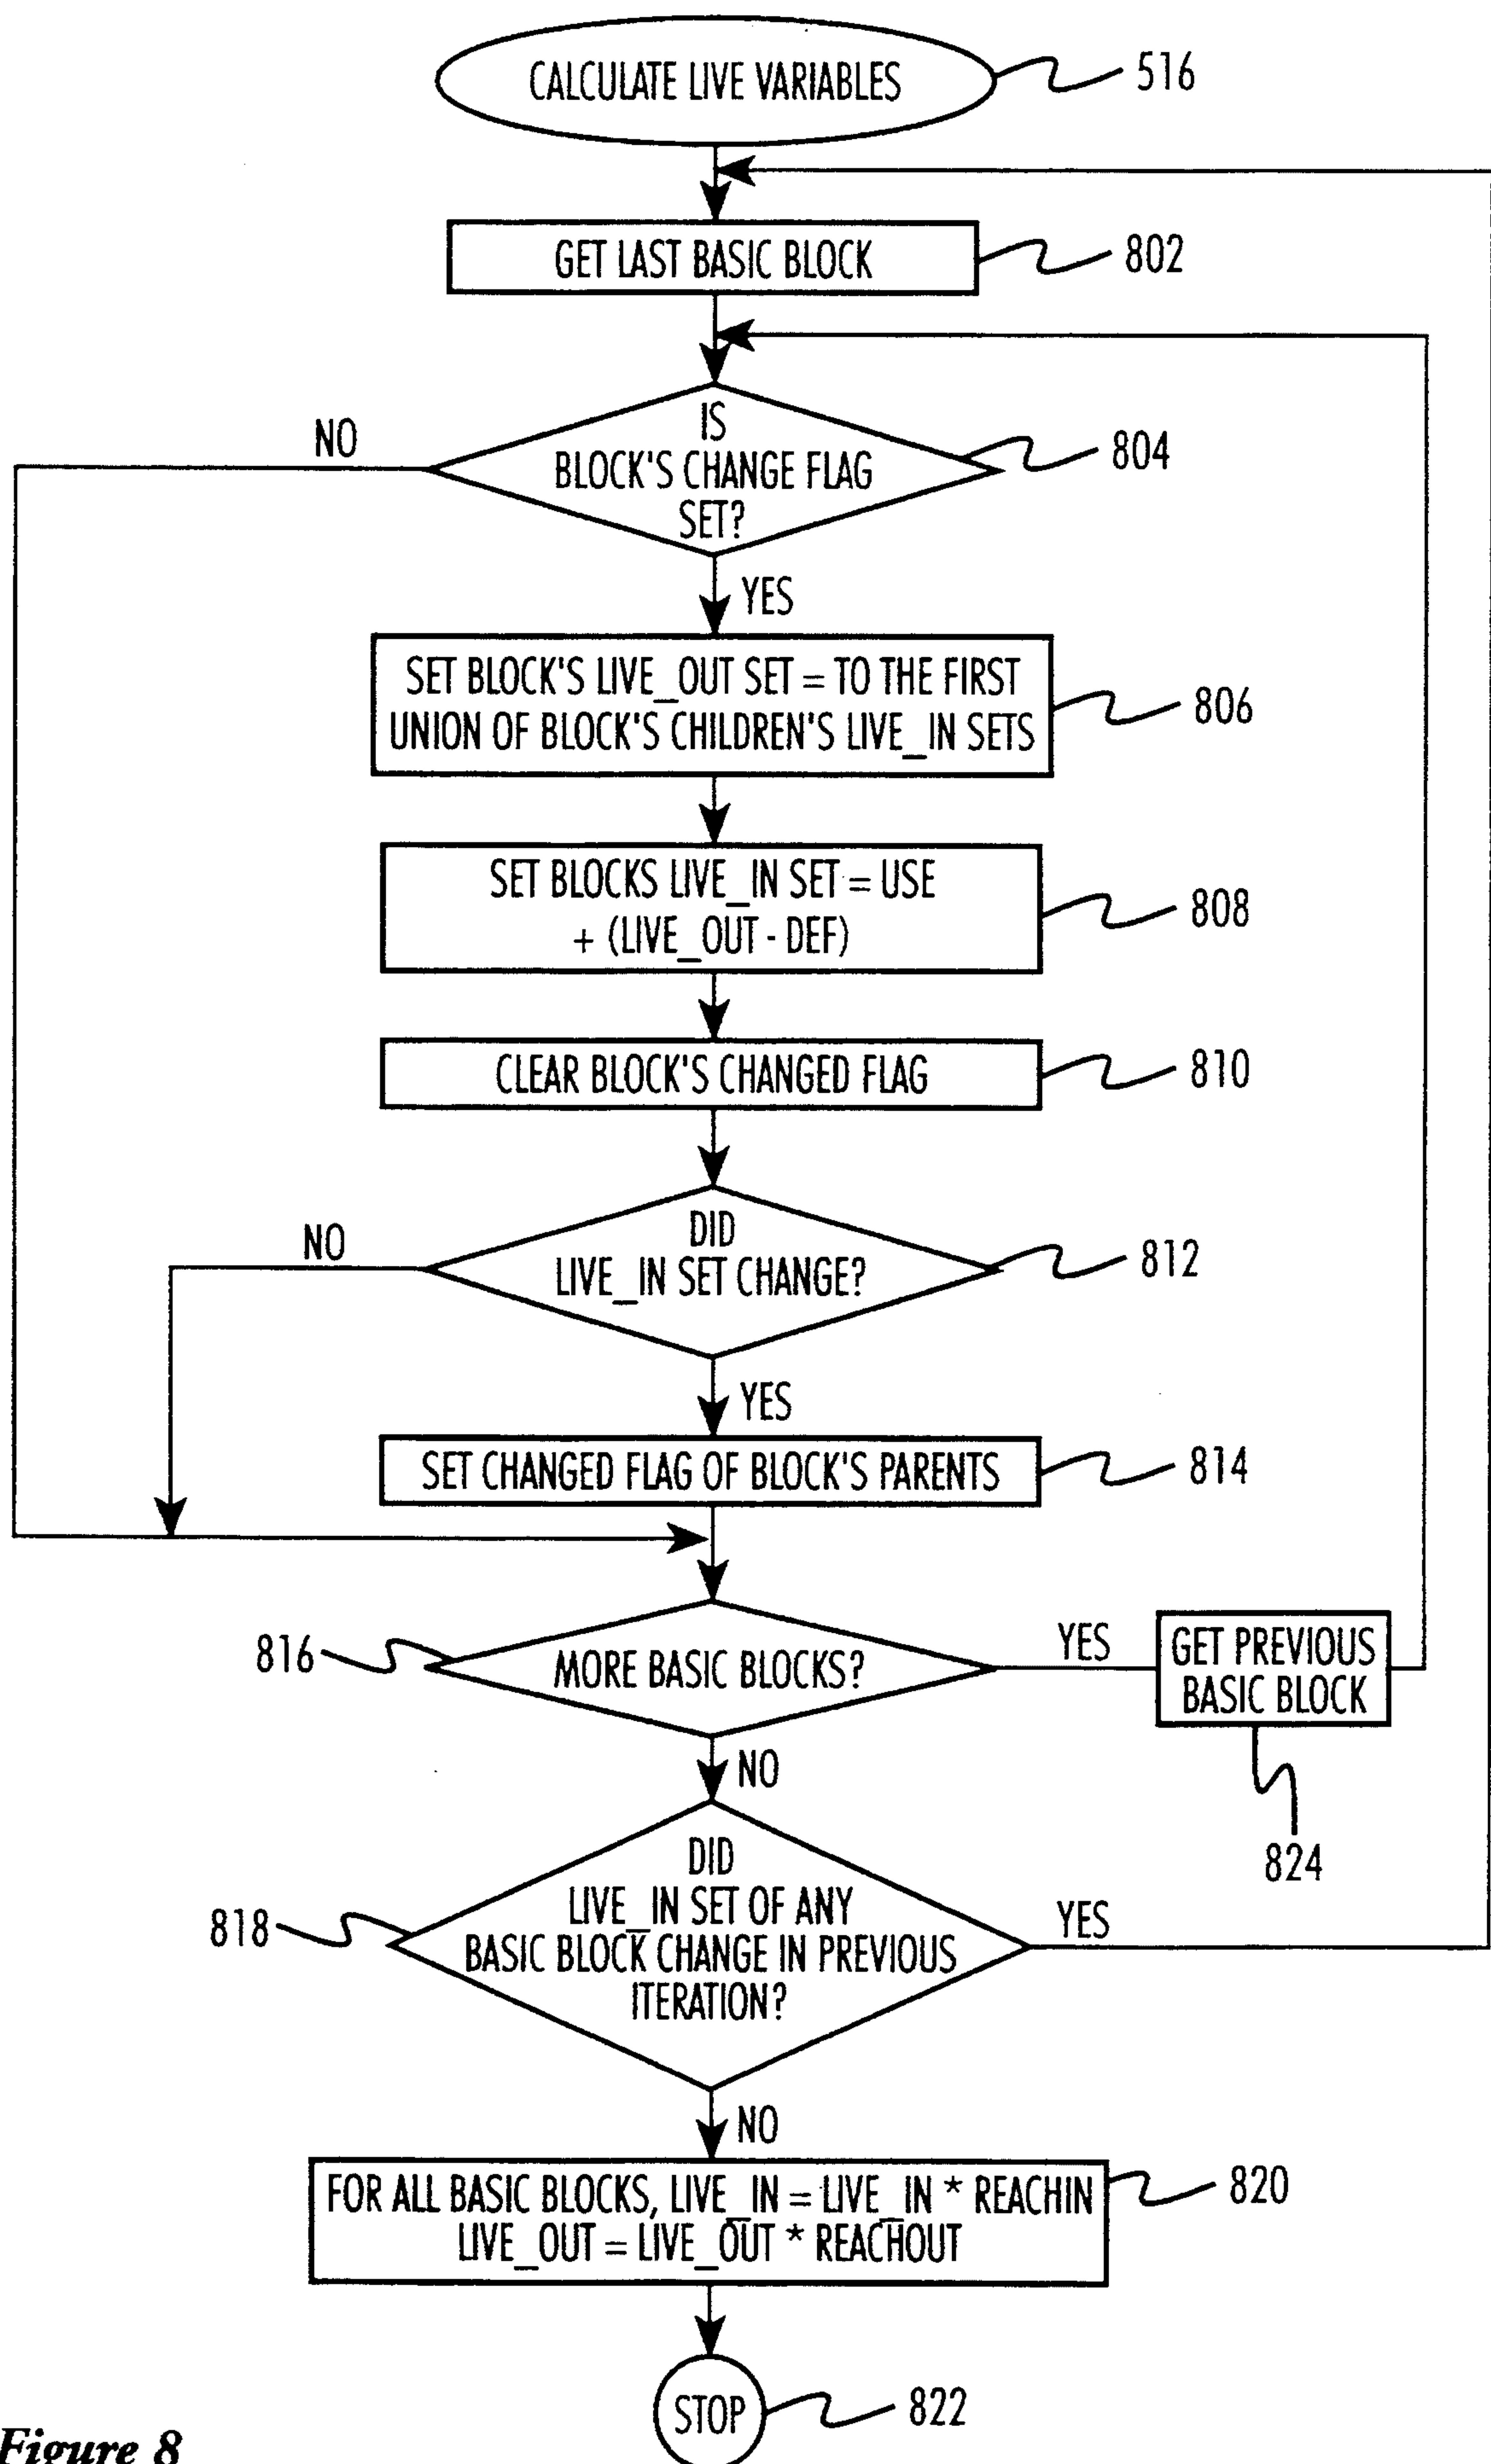 CALCULATE LIVE VARIABLES
516
GET LAST BASIC BLOCK
802
IS
BLOCK'S CHANGE FLAG
SET?
804
NO
YES
SET BLOCK'S LIVE_OUT SET = TO THE FIRST
UNION OF BLOCK'S CHILDREN'S LIVE_IN SETS
806
SET BLOCKS LIVE_IN SET = USE
+ (LIVE_OUT - DEF)
808
CLEAR BLOCK'S CHANGED FLAG
810
DID
LIVE_IN SET CHANGE?
812
NO
YES
SET CHANGED FLAG OF BLOCK'S PARENTS
814
816
MORE BASIC BLOCKS?
YES
GET PREVIOUS
BASIC BLOCK
824
NO
818
DID
LIVE_IN SET OF ANY
BASIC BLOCK CHANGE IN PREVIOUS
ITERATION?
YES
NO
FOR ALL BASIC BLOCKS, LIVE_IN = LIVE_IN * REACHIN
LIVE_OUT = LIVE_OUT * REACHOUT
820
STOP
822
Figure 8